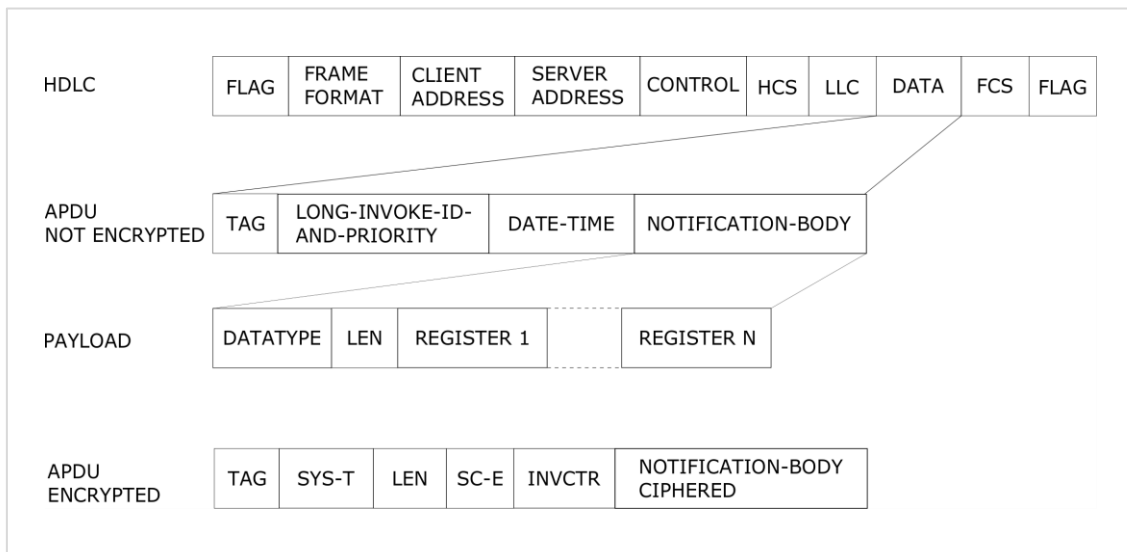 HDLC
FLAG
FRAME
FORMAT
CLIENT
ADDRESS
SERVER
ADDRESS
CONTROL
HCS
LLC
DATA
FCS
FLAG
APDU
NOT ENCRYPTED
TAG
LONG-INVOKE-ID-
AND-PRIORITY
DATE-TIME
NOTIFICATION-BODY
PAYLOAD
DATATYPE
LEN
REGISTER 1
REGISTER N
APDU
ENCRYPTED
TAG
SYS-T
LEN
SC-E
INVCTR
NOTIFICATION-BODY
CIPHERED